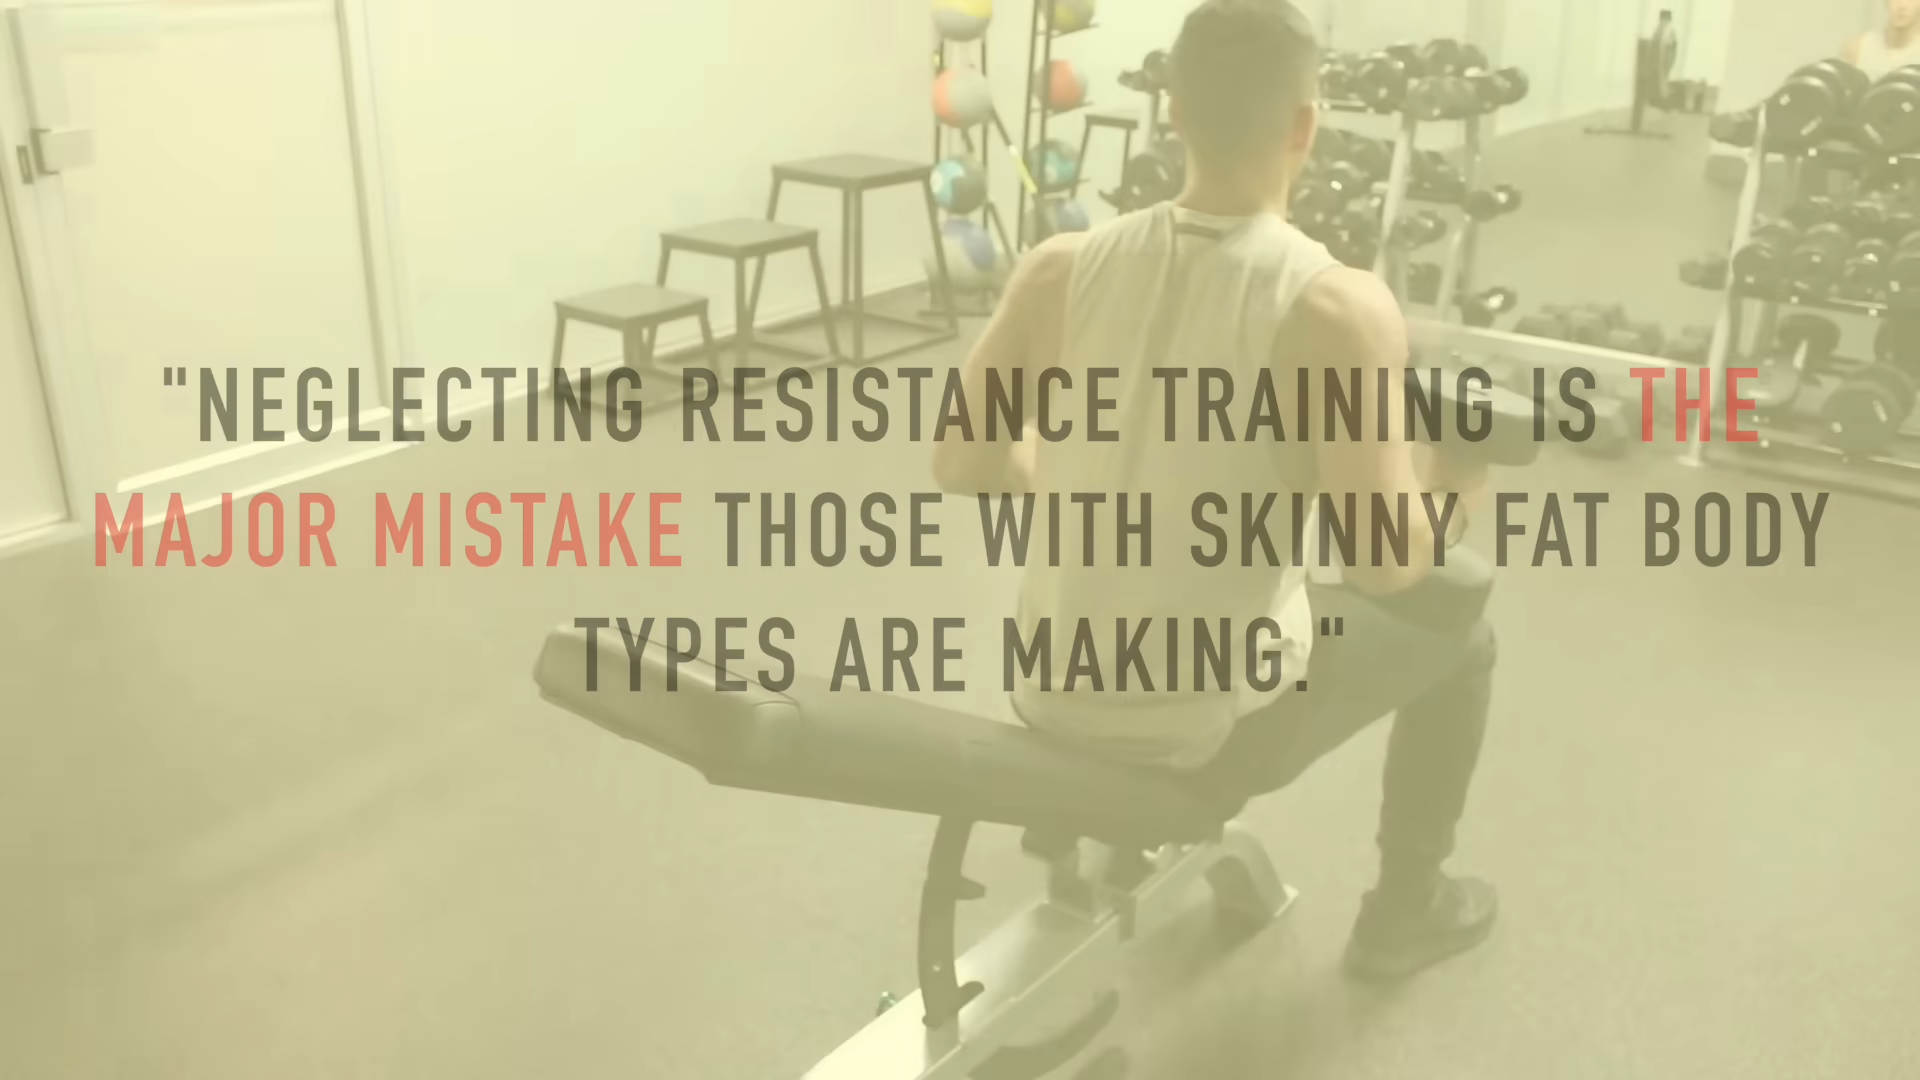 "NEGLECTING RESISTANCE TRAINING IS THE
MAJOR MISTAKE THOSE WITH SKINNY FAT BODY
TYPES ARE MAKING."